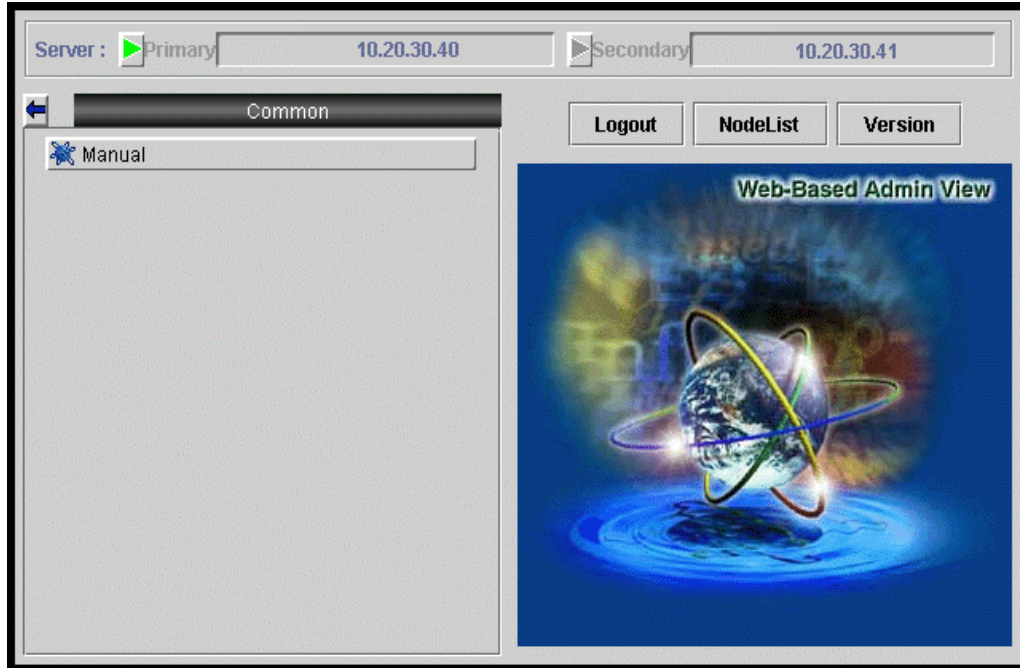 Server : Primary 10.20.30.40 Secondary 10.20.30.41
Common
Logout NodeList Version
Manual
Web-Based Admin View